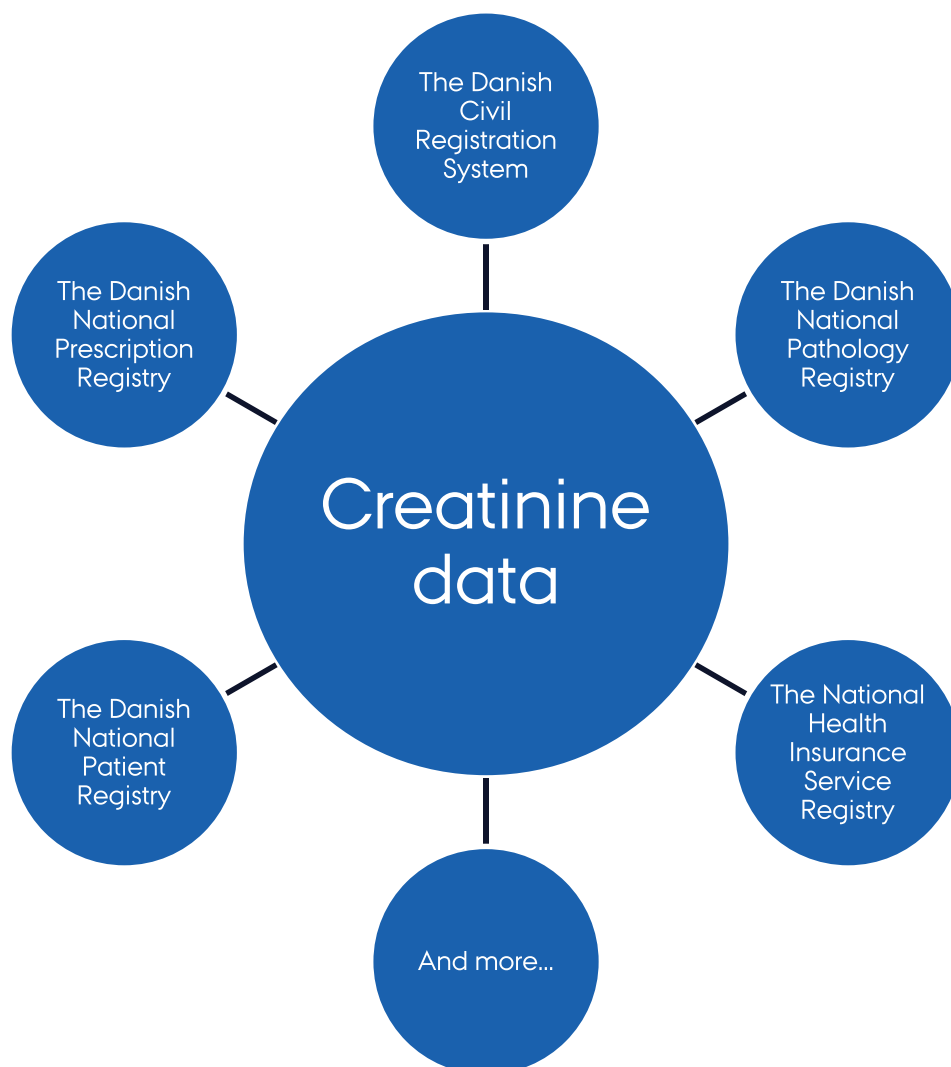 The Danish
Civil
Registration
System
The Danish
National
Prescription
Registry
The Danish
National
Pathology
Registry
Creatinine
data
The Danish
National
Patient
Registry
The National
Health
Insurance
Service
Registry
And more...